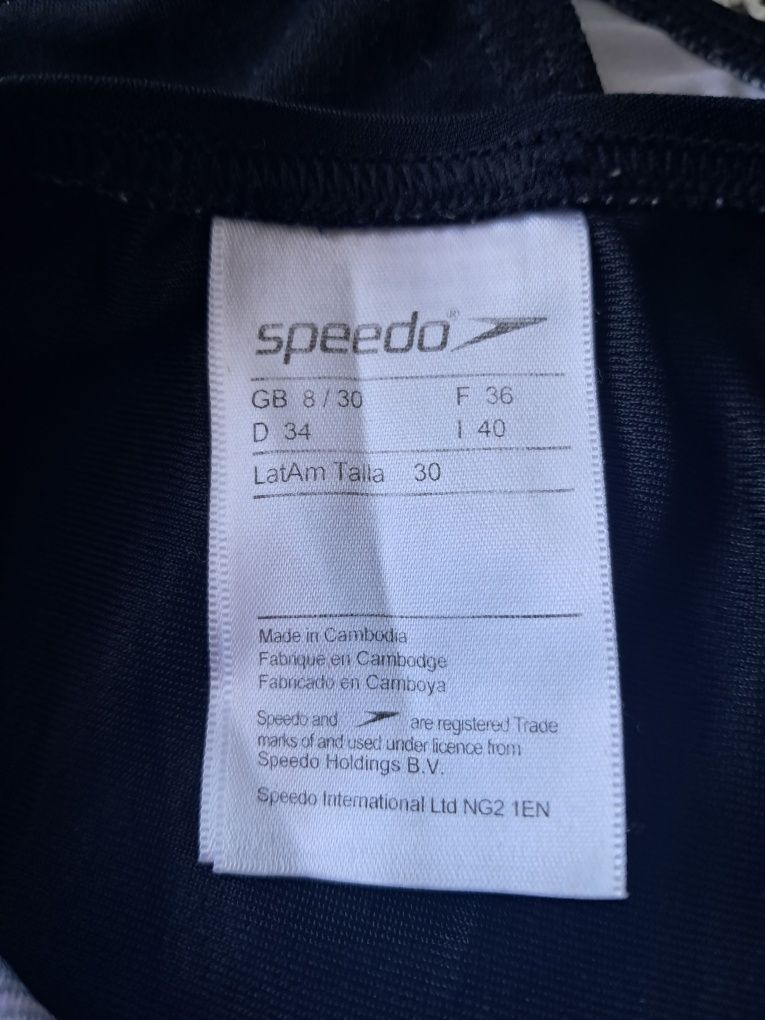 speedo®
GB 8 / 30 F 36
D 34 I 40
LatAm Talla 30
Made in Cambodia
Fabriqué en Cambodge
Fabricado en Camboya
Speedo and are registered Trade
marks of and used under licence from
Speedo Holdings B.V.
Speedo International Ltd NG2 1EN